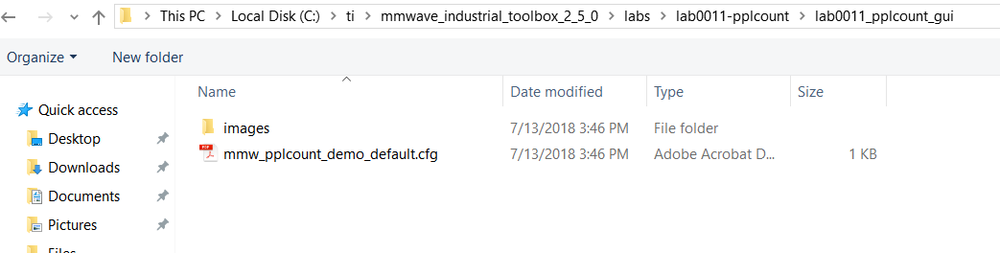 This PC > Local Disk (C:) > ti > mmwave_industrial_toolbox_2_5_0 > labs > lab0011-pplcount > lab0011_pplcount_gui
Organize New folder
Name Date modified Type Size
Quick access
Desktop
Downloads
Documents
Pictures
Files
images 7/13/2018 3:46 PM File folder
mmw_pplcount_demo_default.cfg 7/13/2018 3:46 PM Adobe Acrobat D... 1 KB